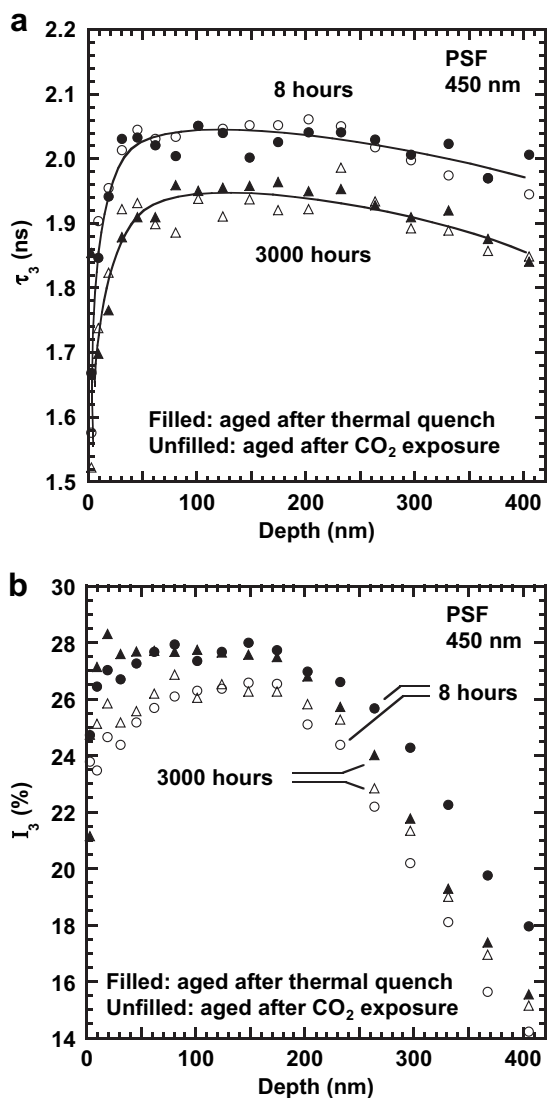 a
2.2
2.1
2.0
1.9
1.8
1.7
1.6
1.5
τ3 (ns)
PSF
450 nm
8 hours
3000 hours
Filled: aged after thermal quench
Unfilled: aged after CO2 exposure
0 100 200 300 400
Depth (nm)
b
30
28
26
24
22
20
18
16
14
I3 (%)
PSF
450 nm
8 hours
3000 hours
Filled: aged after thermal quench
Unfilled: aged after CO2 exposure
0 100 200 300 400
Depth (nm)